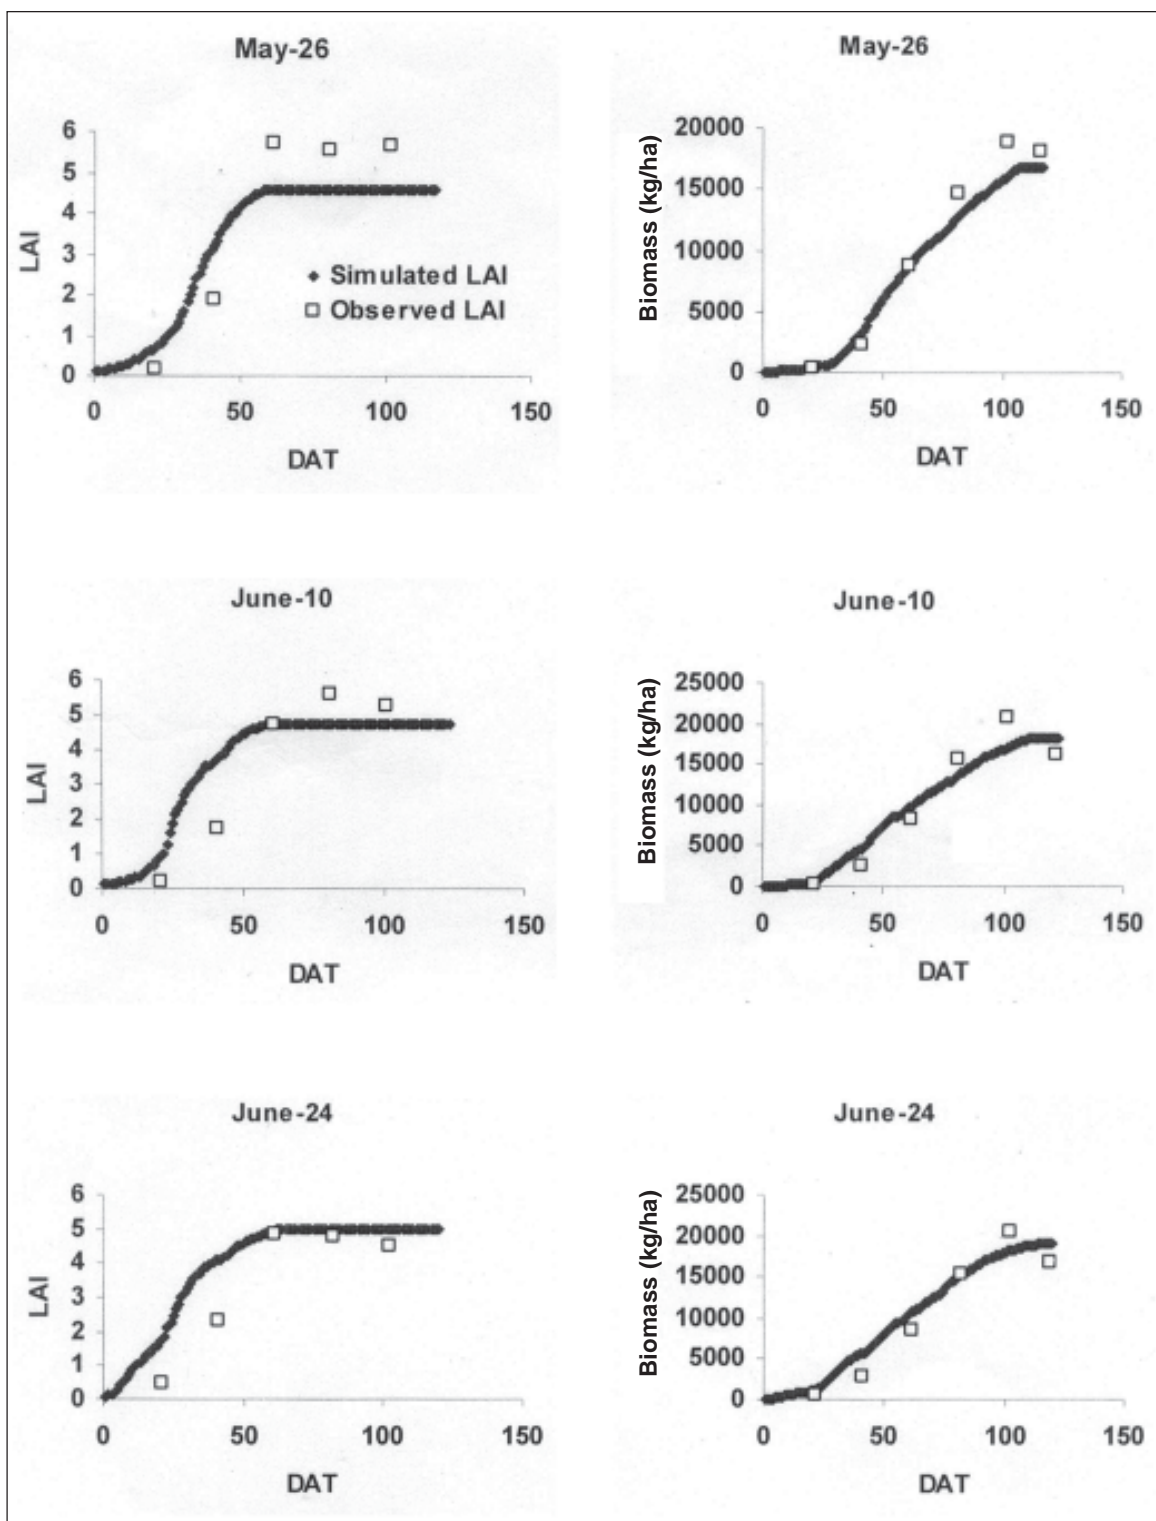 May-26
6
5
4
3
2
1
0
LAI
Simulated LAI
Observed LAI
0 50 100 150
DAT
May-26
20000
15000
10000
5000
0
Biomass (kg/ha)
0 50 100 150
DAT
June-10
6
5
4
3
2
1
0
LAI
0 50 100 150
DAT
June-10
25000
20000
15000
10000
5000
0
Biomass (kg/ha)
0 50 100 150
DAT
June-24
6
5
4
3
2
1
0
LAI
0 50 100 150
DAT
June-24
25000
20000
15000
10000
5000
0
Biomass (kg/ha)
0 50 100 150
DAT